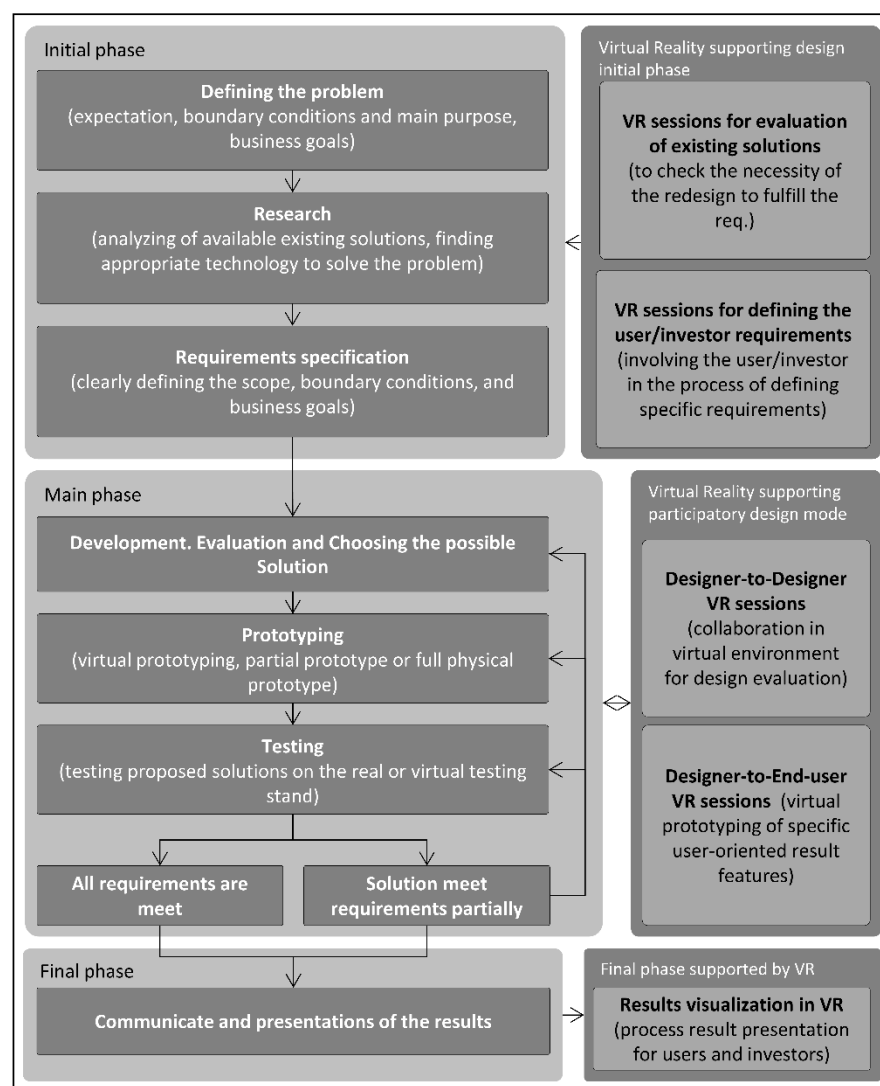 Initial phase
Defining the problem
(expectation, boundary conditions and main purpose,
business goals)
Research
(analyzing of available existing solutions, finding
appropriate technology to solve the problem)
Requirements specification
(clearly defining the scope, boundary conditions, and
business goals)
Virtual Reality supporting design
initial phase
VR sessions for evaluation
of existing solutions
(to check the necessity of
the redesign to fulfill the
req.)
VR sessions for defining the
user/investor requirements
(involving the user/investor
in the process of defining
specific requirements)
Main phase
Development. Evaluation and Choosing the possible
Solution
Prototyping
(virtual prototyping, partial prototype or full physical
prototype)
Testing
(testing proposed solutions on the real or virtual testing
stand)
All requirements are
meet
Solution meet
requirements partially
Virtual Reality supporting
participatory design mode
Designer-to-Designer
VR sessions
(collaboration in
virtual environment
for design evaluation)
Designer-to-End-user
VR sessions (virtual
prototyping of specific
user-oriented result
features)
Final phase
Communicate and presentations of the results
Final phase supported by VR
Results visualization in VR
(process result presentation
for users and investors)